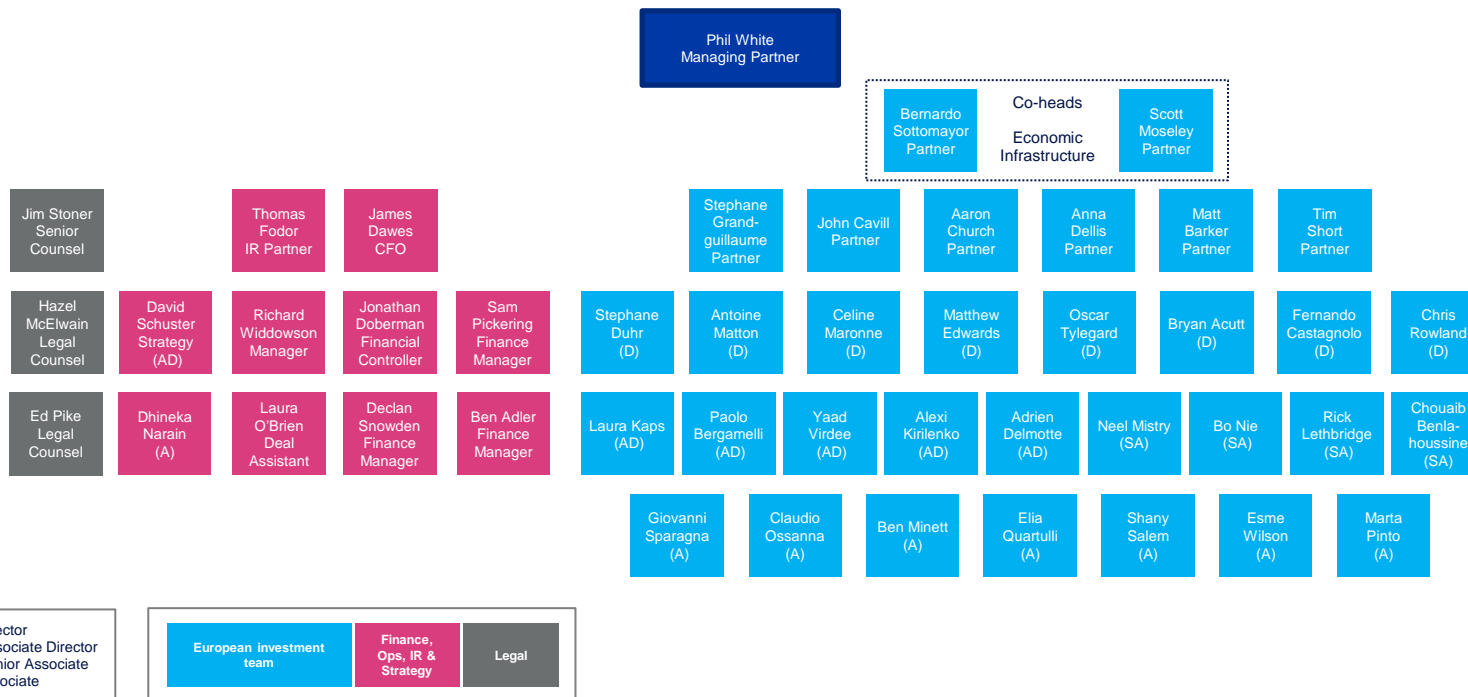 Phil White
Managing Partner
Bernardo
Sottomayor
Partner
Co-heads
Economic
Infrastructure
Scott
Moseley
Partner
Jim Stoner
Senior
Counsel
Thomas
Fodor
IR Partner
James
Dawes
CFO
Stephane
Grand-
guillaume
Partner
John Cavill
Partner
Aaron
Church
Partner
Anna
Dellis
Partner
Matt
Barker
Partner
Tim
Short
Partner
Hazel
McElwain
Legal
Counsel
David
Schuster
Strategy
(AD)
Richard
Widdowson
Manager
Jonathan
Doberman
Financial
Controller
Sam
Pickering
Finance
Manager
Stephane
Duhr
(D)
Antoine
Matton
(D)
Celine
Maronne
(D)
Matthew
Edwards
(D)
Oscar
Tylegard
(D)
Bryan Acutt
(D)
Fernando
Castagnolo
(D)
Chris
Rowland
(D)
Ed Pike
Legal
Counsel
Dhineka
Narain
(A)
Laura
O'Brien
Deal
Assistant
Declan
Snowden
Finance
Manager
Ben Adler
Finance
Manager
Laura Kaps
(AD)
Paolo
Bergamelli
(AD)
Yaad
Virdee
(AD)
Alexi
Kirilenko
(AD)
Adrien
Delmotte
(AD)
Neel Mistry
(SA)
Bo Nie
(SA)
Rick
Lethbridge
(SA)
Chouaib
Benla-
houssine
(SA)
Giovanni
Sparagna
(A)
Claudio
Ossanna
(A)
Ben Minett
(A)
Elia
Quartulli
(A)
Shany
Salem
(A)
Esme
Wilson
(A)
Marta
Pinto
(A)
ector
sociate Director
nior Associate
ociate
European investment
team
Finance,
Ops, IR &
Strategy
Legal